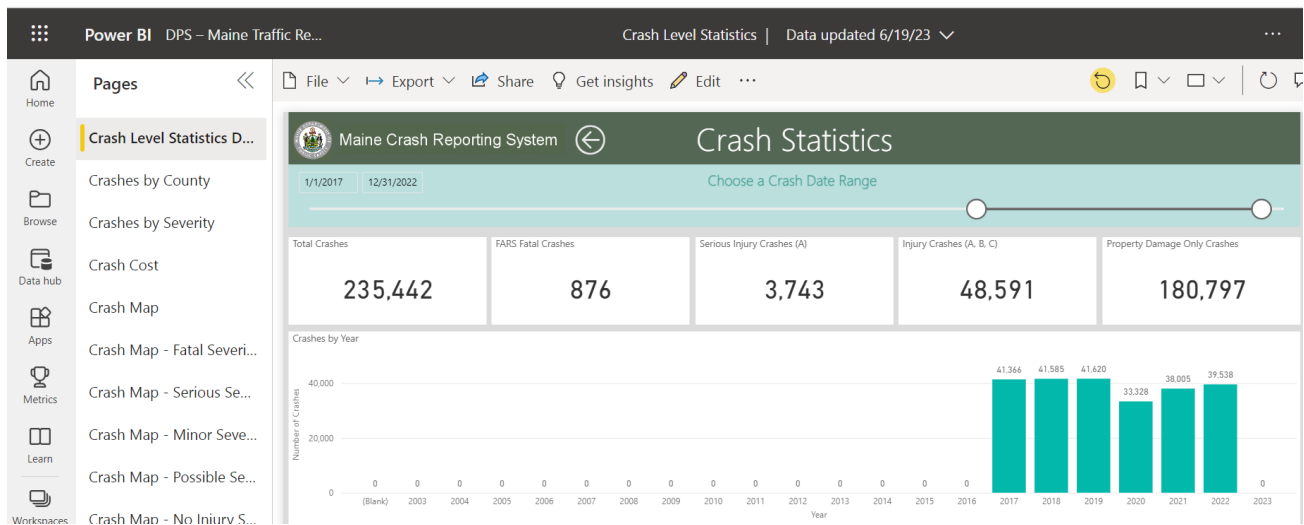 Power BI DPS – Maine Traffic Re... Crash Level Statistics | Data updated 6/19/23 ...
Home
Create
Browse
Data hub
Apps
Metrics
Learn
Workspaces
Pages
Crash Level Statistics D...
Crashes by County
Crashes by Severity
Crash Cost
Crash Map
Crash Map - Fatal Severi...
Crash Map - Serious Se...
Crash Map - Minor Seve...
Crash Map - Possible Se...
Crash Map - No Injury S...
File Export Share Get insights Edit ...
Maine Crash Reporting System Crash Statistics
1/1/2017 12/31/2022 Choose a Crash Date Range
Total Crashes FARS Fatal Crashes Serious Injury Crashes (A) Injury Crashes (A, B, C) Property Damage Only Crashes
235,442 876 3,743 48,591 180,797
Crashes by Year
Number of Crashes
40,000
20,000
0
41,366 41,585 41,620 33,328 38,005 39,538
0 0 0 0 0 0 0 0 0 0 0 0 0 0 0 0
(Blank) 2003 2004 2005 2006 2007 2008 2009 2010 2011 2012 2013 2014 2015 2016 2017 2018 2019 2020 2021 2022 2023
Year